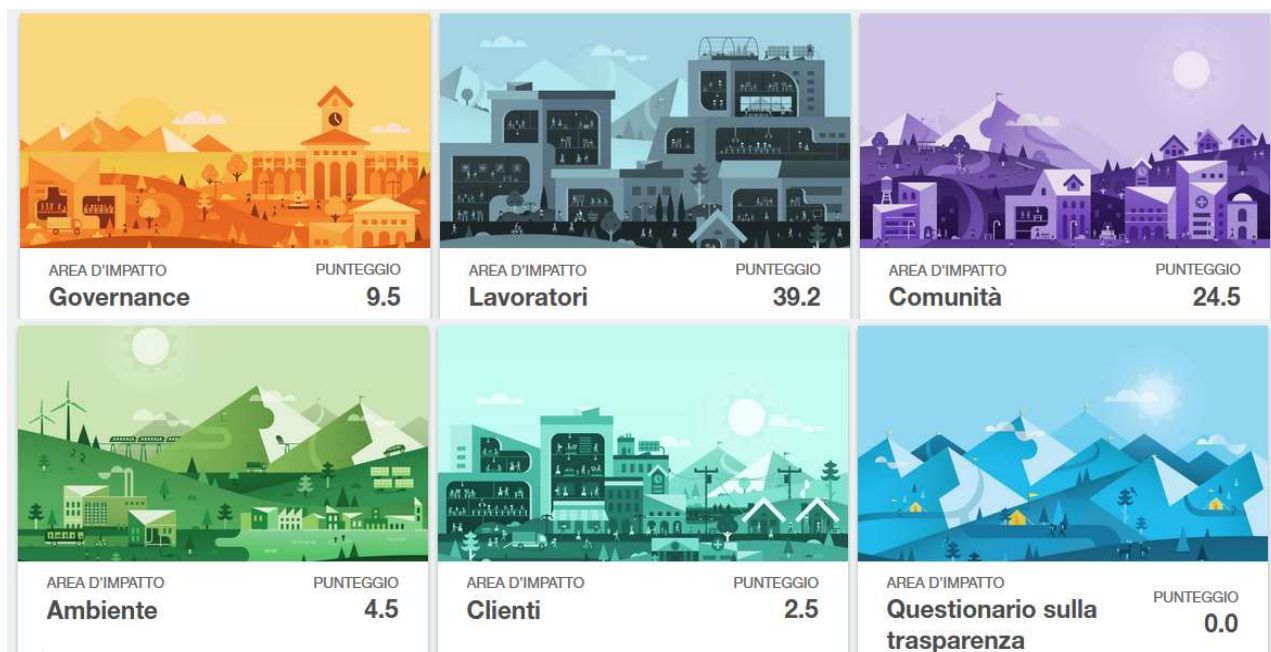 AREA D'IMPATTO PUNTEGGIO
Governance 9.5
AREA D'IMPATTO PUNTEGGIO
Lavoratori 39.2
AREA D'IMPATTO PUNTEGGIO
Comunità 24.5
AREA D'IMPATTO PUNTEGGIO
Ambiente 4.5
AREA D'IMPATTO PUNTEGGIO
Clienti 2.5
AREA D'IMPATTO PUNTEGGIO
Questionario sulla 0.0
trasparenza